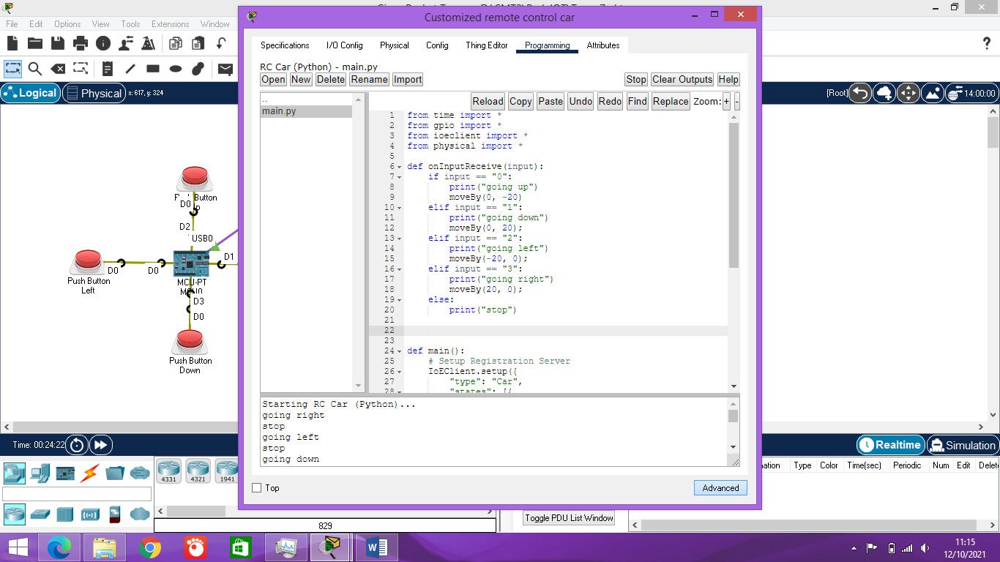 Customized remote control car
File Edit Options View Tools Extensions Window
?
Specifications I/O Config Physical Config Thing Editor Programming Attributes
RC Car (Python) - main.py
Open New Delete Rename Import Stop Clear Outputs Help
Logical Physical x: 617, y: 324 [Root] 14:00:00
..
main.py
Reload Copy Paste Undo Redo Find Replace Zoom: + -
1 from time import *
2 from gpio import *
3 from ioeclient import *
4 from physical import *
5
6 def onInputReceive(input):
7 if input == "0":
8 print("going up")
9 moveBy(0, -20)
10 elif input == "1":
11 print("going down")
12 moveBy(0, 20);
13 elif input == "2":
14 print("going left")
15 moveBy(-20, 0);
16 elif input == "3":
17 print("going right")
18 moveBy(20, 0);
19 else:
20 print("stop")
21
22
23
24 def main():
25 # Setup Registration Server
26 IoEClient.setup({
27 "type": "Car",
28 "states": [{
Button
D0
D2
USB0
D1
D0
D0
Push Button
Left
MCU-PT
D3
D0
Push Button
Down
Starting RC Car (Python)...
going right
stop
going left
stop
going down
Top
Advanced
Time: 00:24:22
Realtime Simulation
4331 4321 1941
Type Color Time(sec) Periodic Num Edit
829
Toggle PDU List Window
11:15
12/10/2021